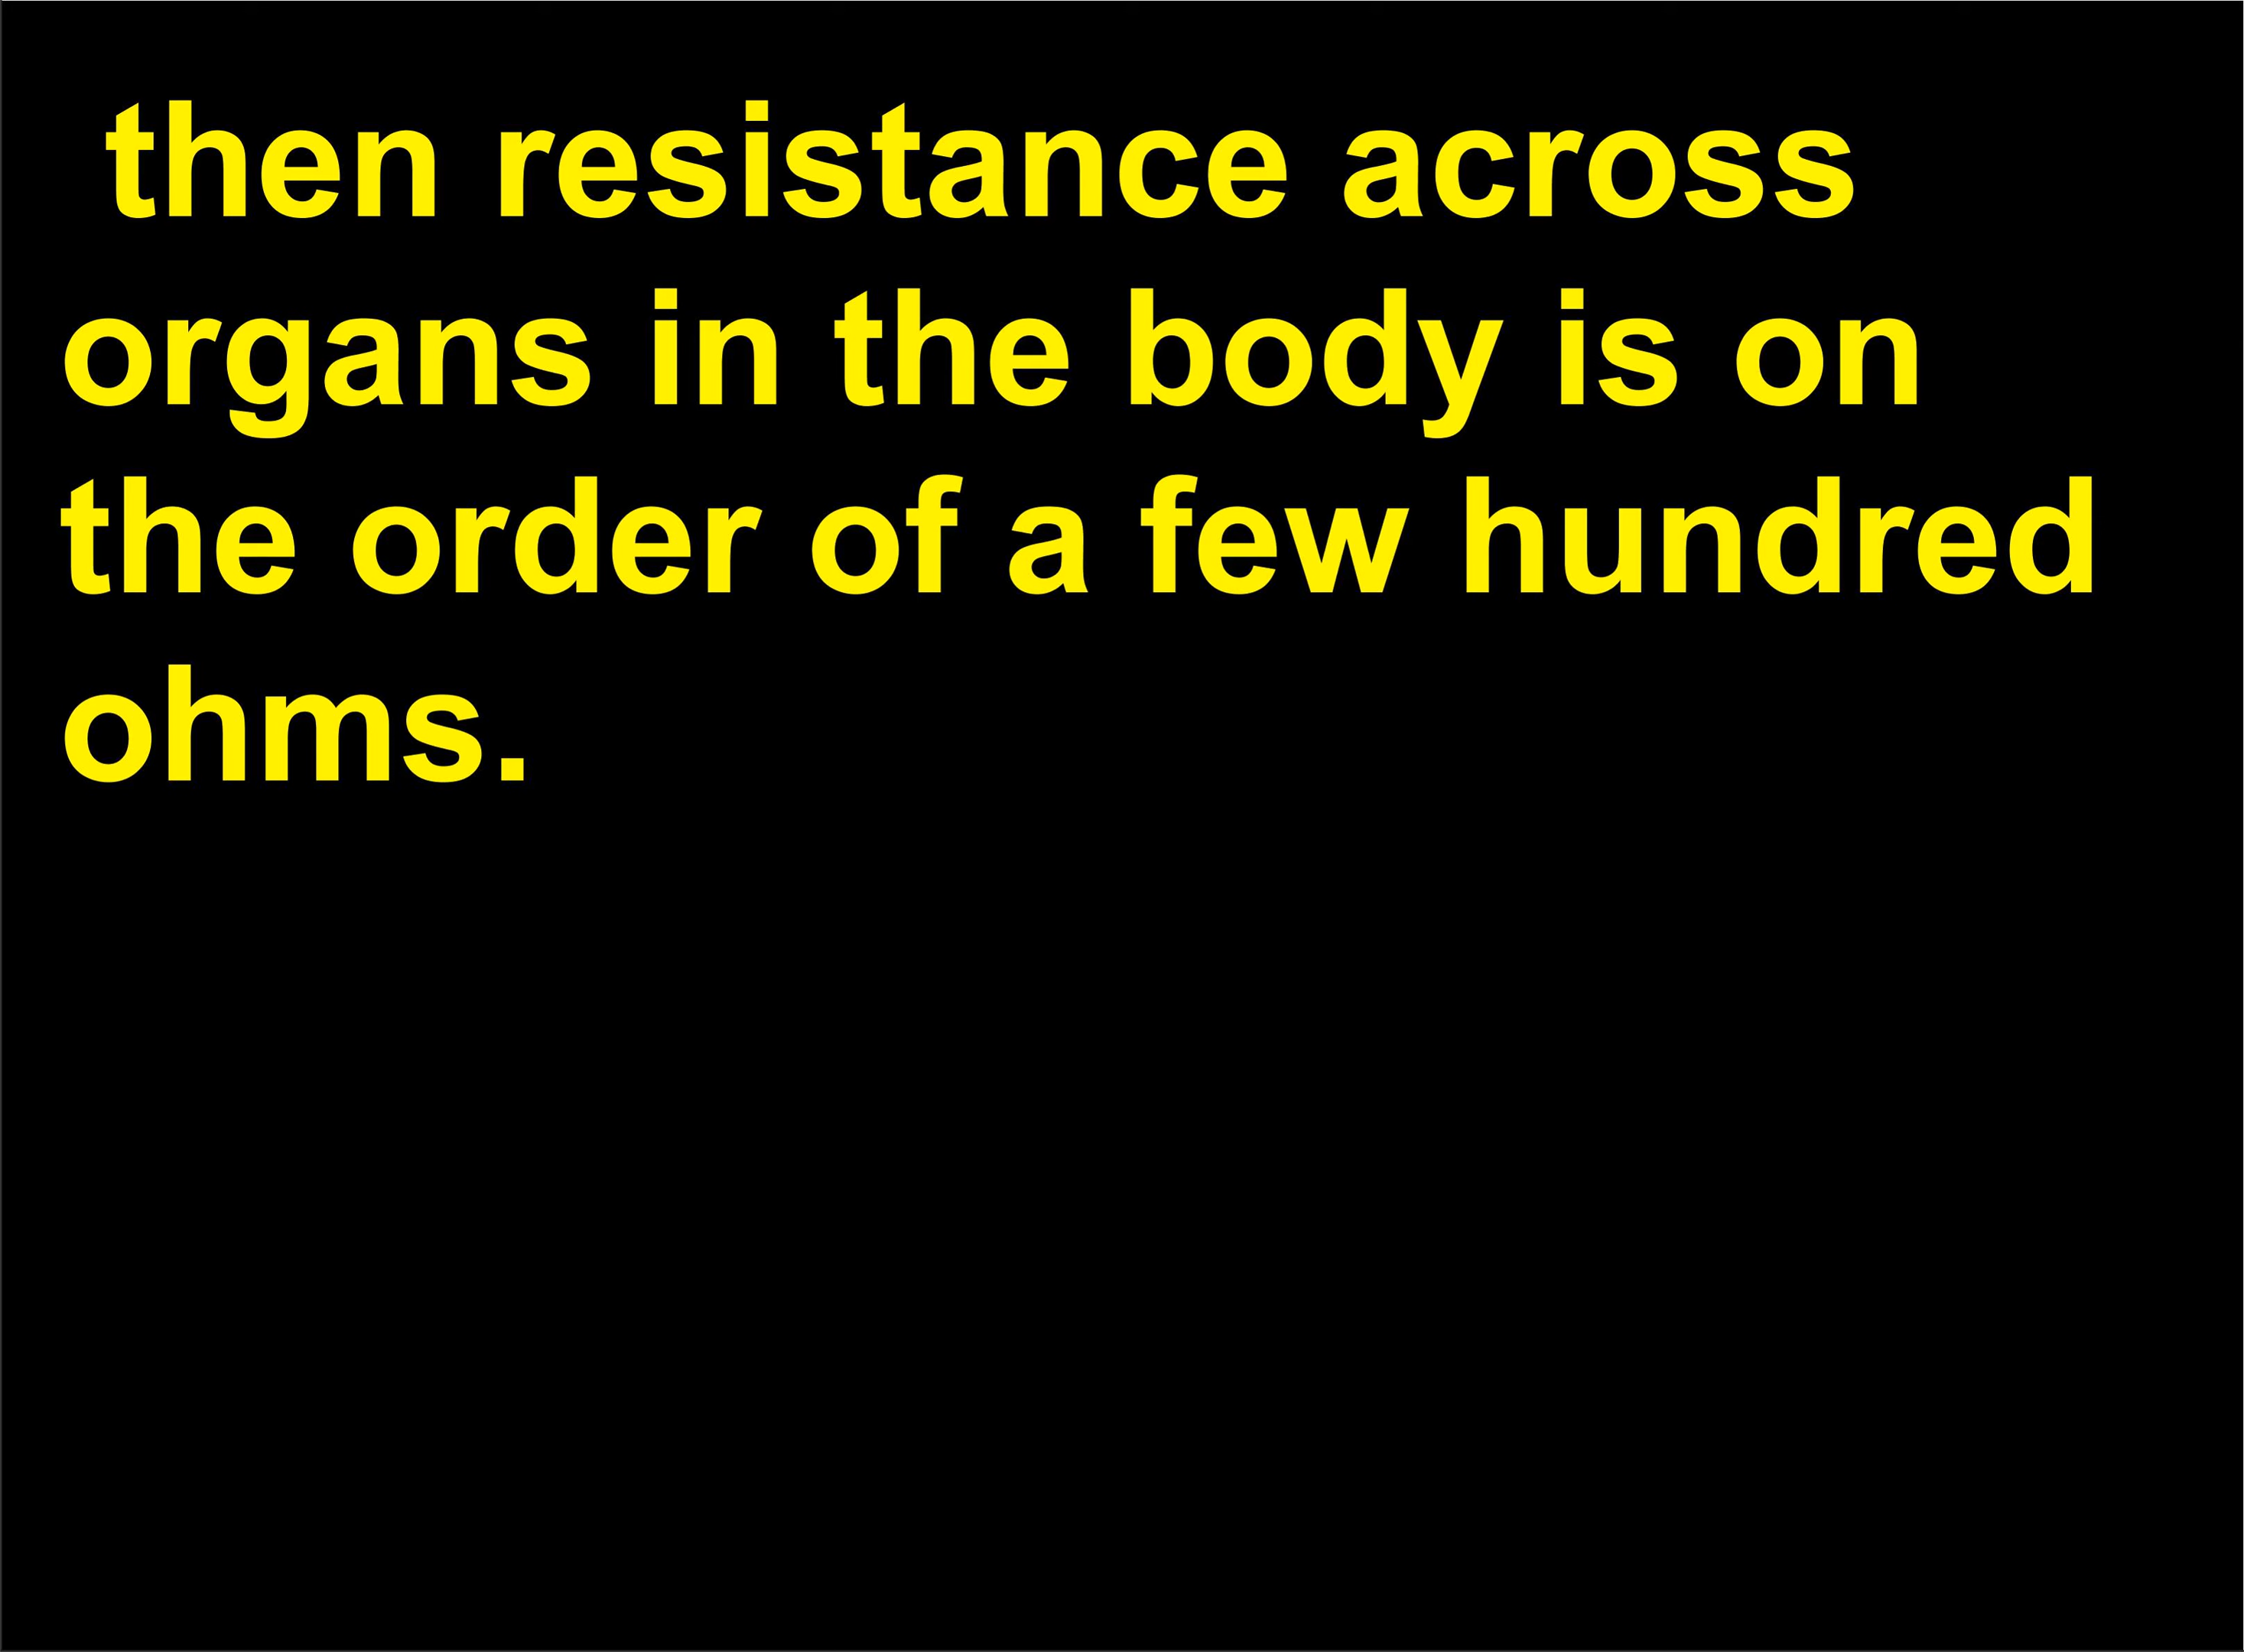 then resistance across
organs in the body is on
the order of a few hundred
ohms.